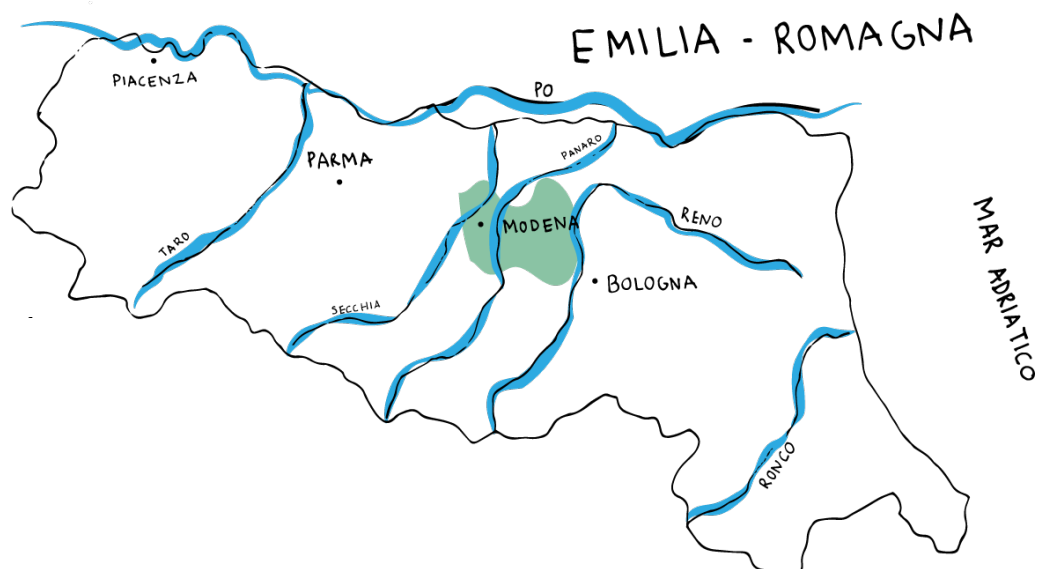 EMILIA - ROMAGNA
PIACENZA
PO
PARMA
PANARO
TARO
MODENA
RENO
SECCHIA
BOLOGNA
MAR ADRIATICO
RONCO